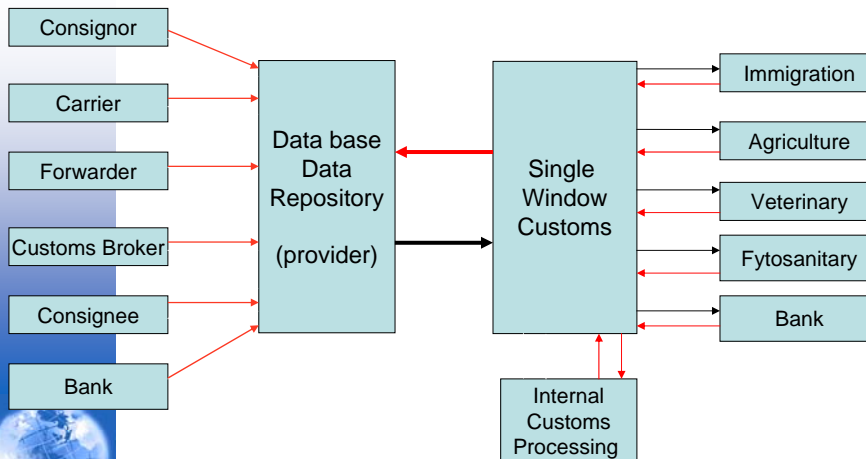 Consignor
Carrier
Forwarder
Customs Broker
Consignee
Bank
Data base
Data
Repository
(provider)
Single
Window
Customs
Immigration
Agriculture
Veterinary
Fytosanitary
Bank
Internal
Customs
Processing